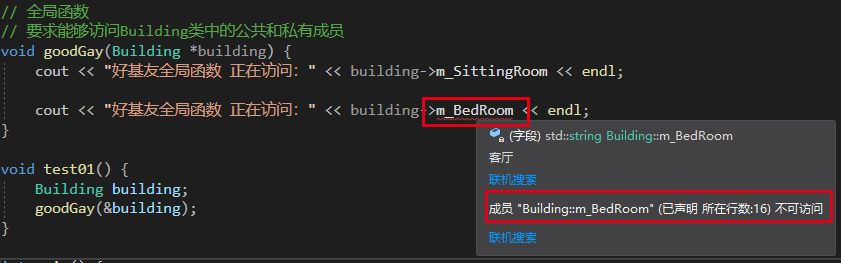 // 全局函数
// 要求能够访问Building类中的公共和私有成员
void goodGay(Building *building) {
cout << "好基友全局函数 正在访问: " << building->m_SittingRoom << endl;
cout << "好基友全局函数 正在访问: " << building->m_BedRoom << endl;
}
(字段) std::string Building::m_BedRoom
客厅
联机搜索
成员 "Building::m_BedRoom" (已声明 所在行数:16) 不可访问
联机搜索
void test01() {
Building building;
goodGay(&building);
}